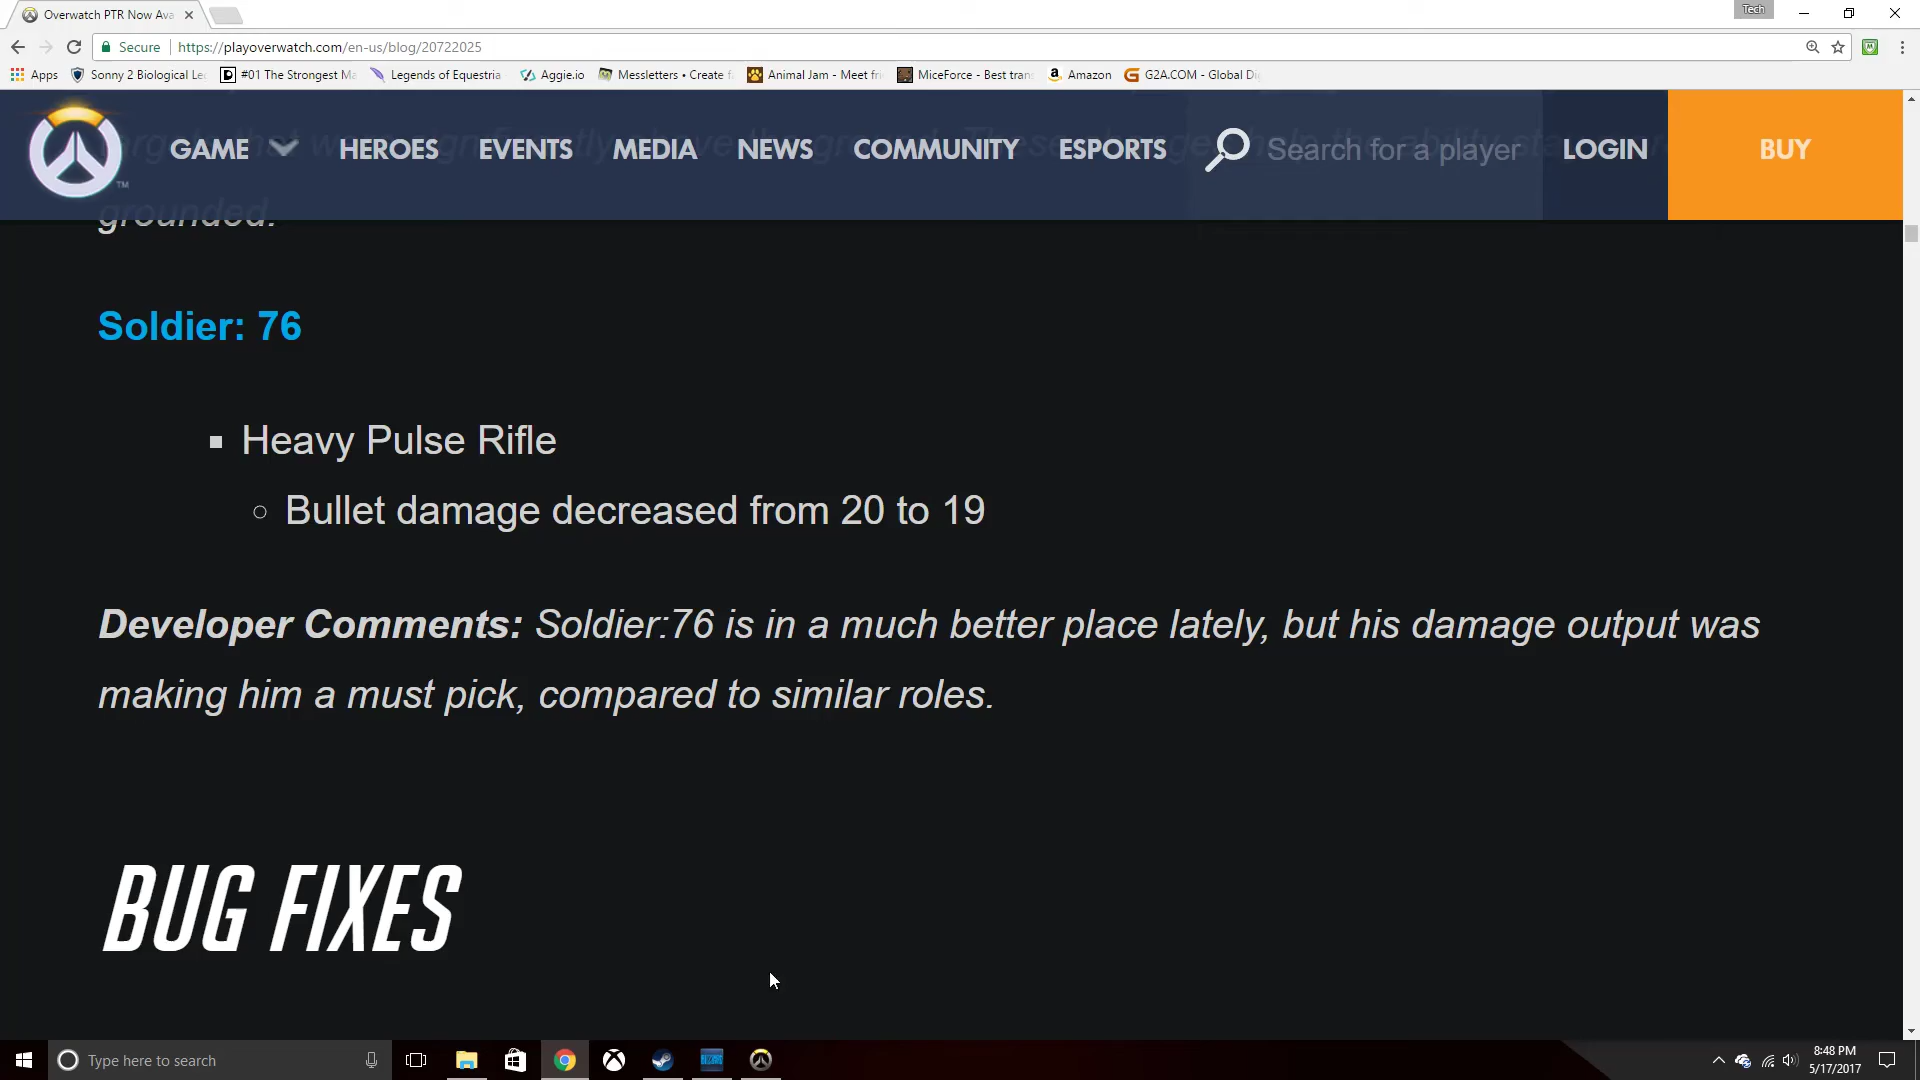 Overwatch PTR Now Ava
Tech
Secure
https://playoverwatch.com/en-us/blog/20722025
Apps
Sonny 2 Biological Le
#01 The Strongest Ma
Legends of Equestria
Aggie.io
Messletters • Create f
Animal Jam - Meet fri
MiceForce - Best tran
Amazon
G2A.COM - Global Di
GAME HEROES EVENTS MEDIA NEWS COMMUNITY ESPORTS Search for a player LOGIN BUY
grounded.
Soldier: 76
Heavy Pulse Rifle
Bullet damage decreased from 20 to 19
Developer Comments: Soldier:76 is in a much better place lately, but his damage output was
making him a must pick, compared to similar roles.
BUG FIXES
Type here to search
8:48 PM
5/17/2017